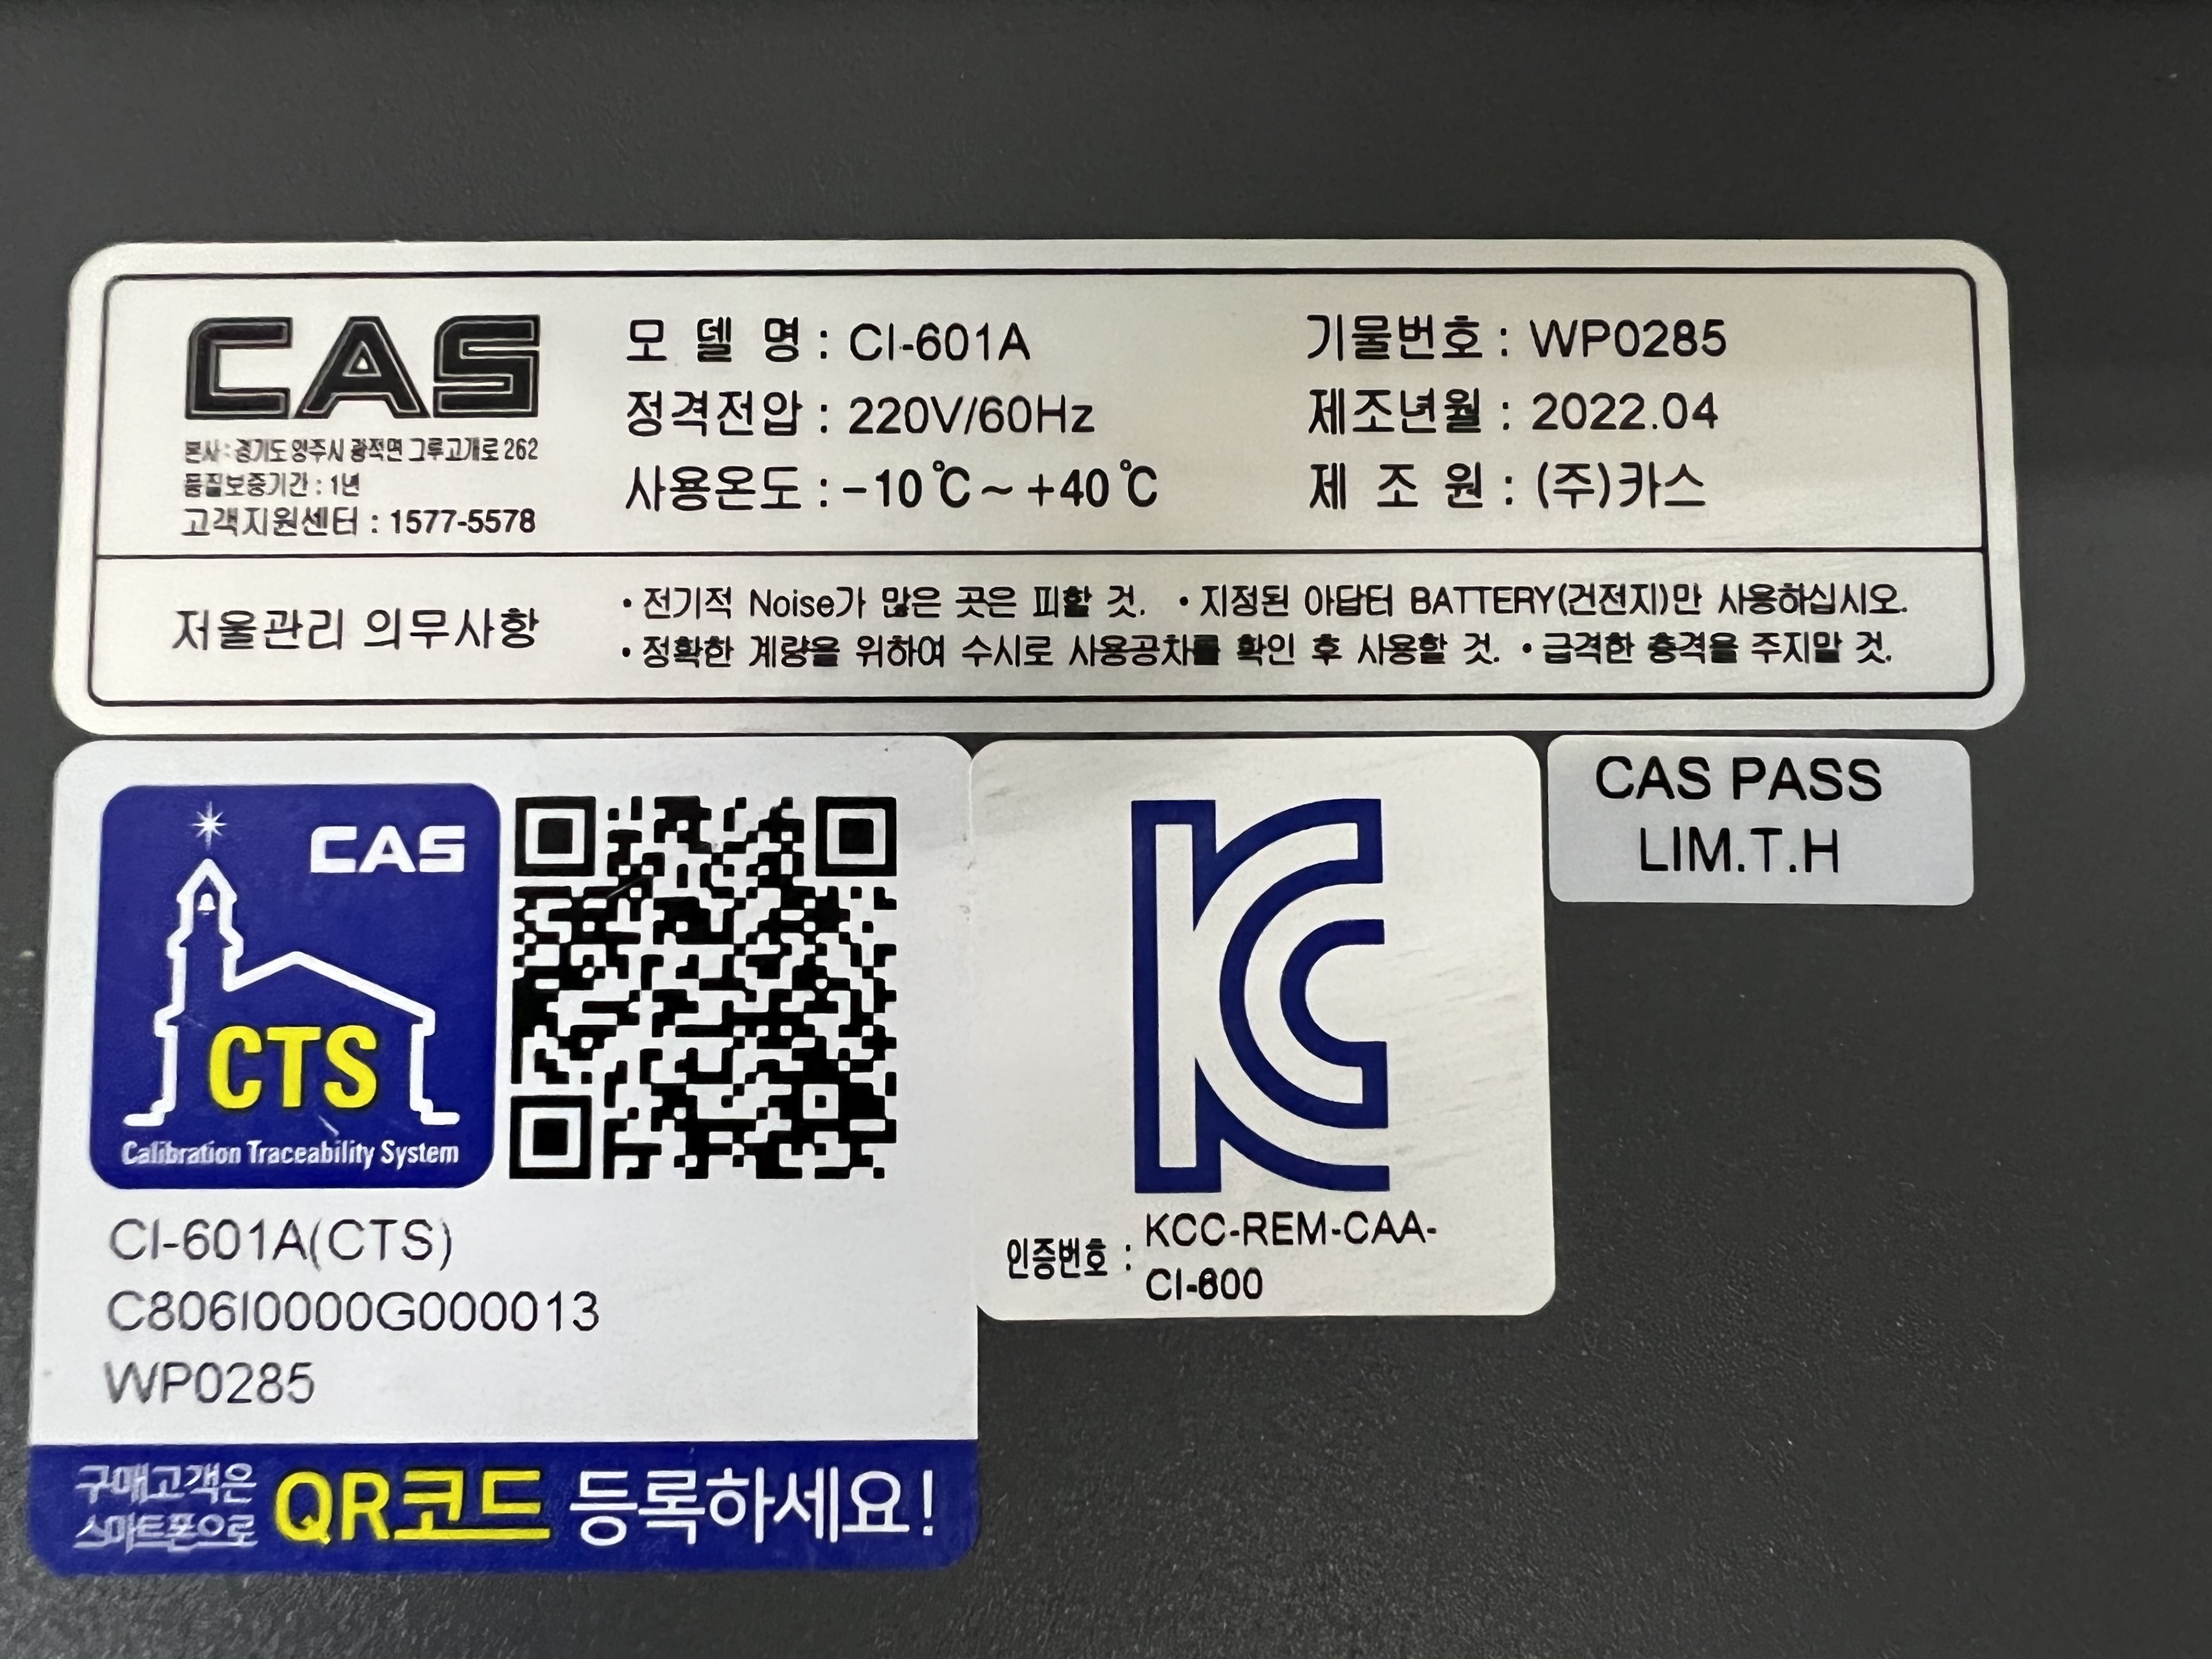 CAS
본사 : 경기도 양주시 광적면 그루고개로 262
품질보증기간 : 1년
고객지원센터 : 1577-5578
모 델 명 : CI-601A
정격전압 : 220V/60Hz
사용온도 : -10℃ ~ +40℃
기물번호 : WP0285
제조년월 : 2022.04
제 조 원 : (주)카스
저울관리 의무사항
• 전기적 Noise가 많은 곳은 피할 것. • 지정된 아답터 BATTERY(건전지)만 사용하십시오.
• 정확한 계량을 위하여 수시로 사용공차를 확인 후 사용할 것. • 급격한 충격을 주지말 것.
CAS
CTS
Calibration Traceability System
CI-601A(CTS)
C806I0000G000013
WP0285
구매고객은
스마트폰으로
QR코드 등록하세요!
인증번호 : KCC-REM-CAA-
CI-600
CAS PASS
LIM.T.H